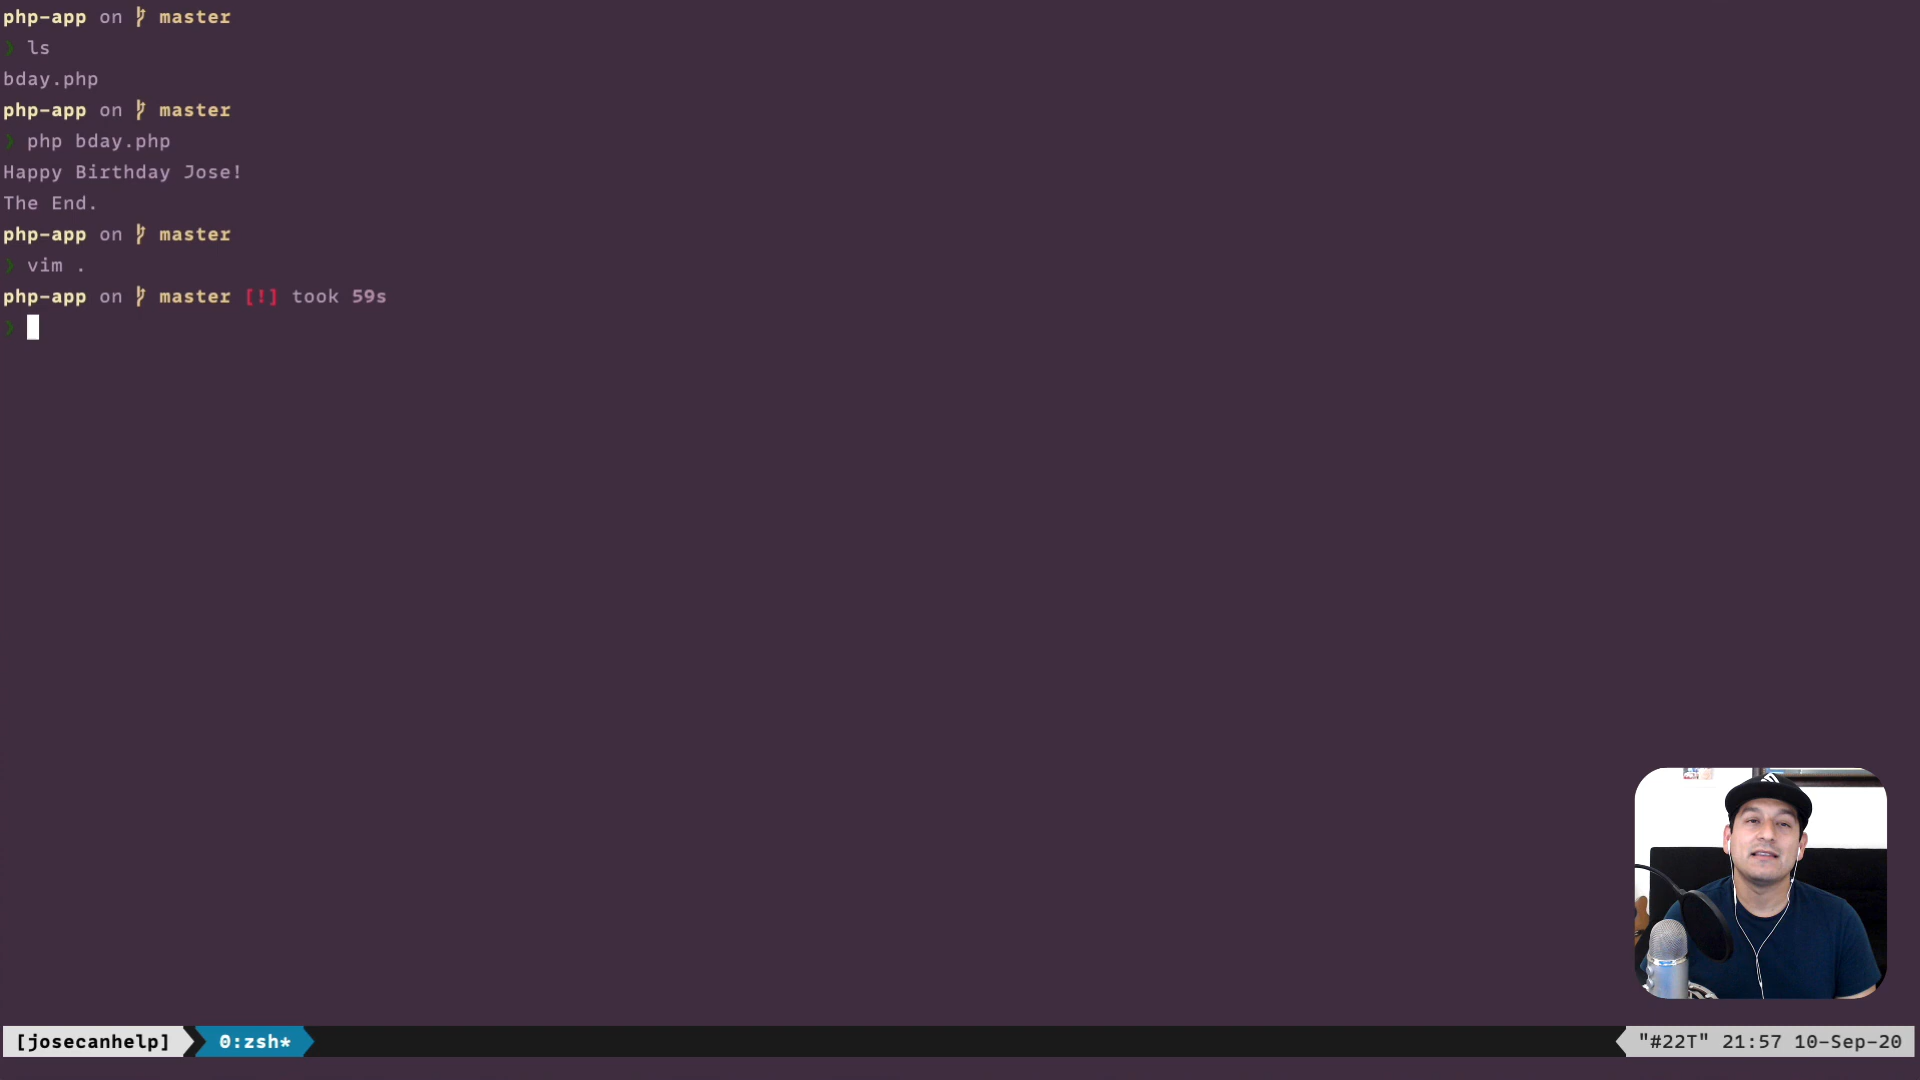 php-app on master
❯ ls
bday.php
php-app on master
❯ php bday.php
Happy Birthday Jose!
The End.
php-app on master
❯ vim .
php-app on master [!] took 59s
❯
[josecanhelp] 0:zsh* "#22T" 21:57 10-Sep-20